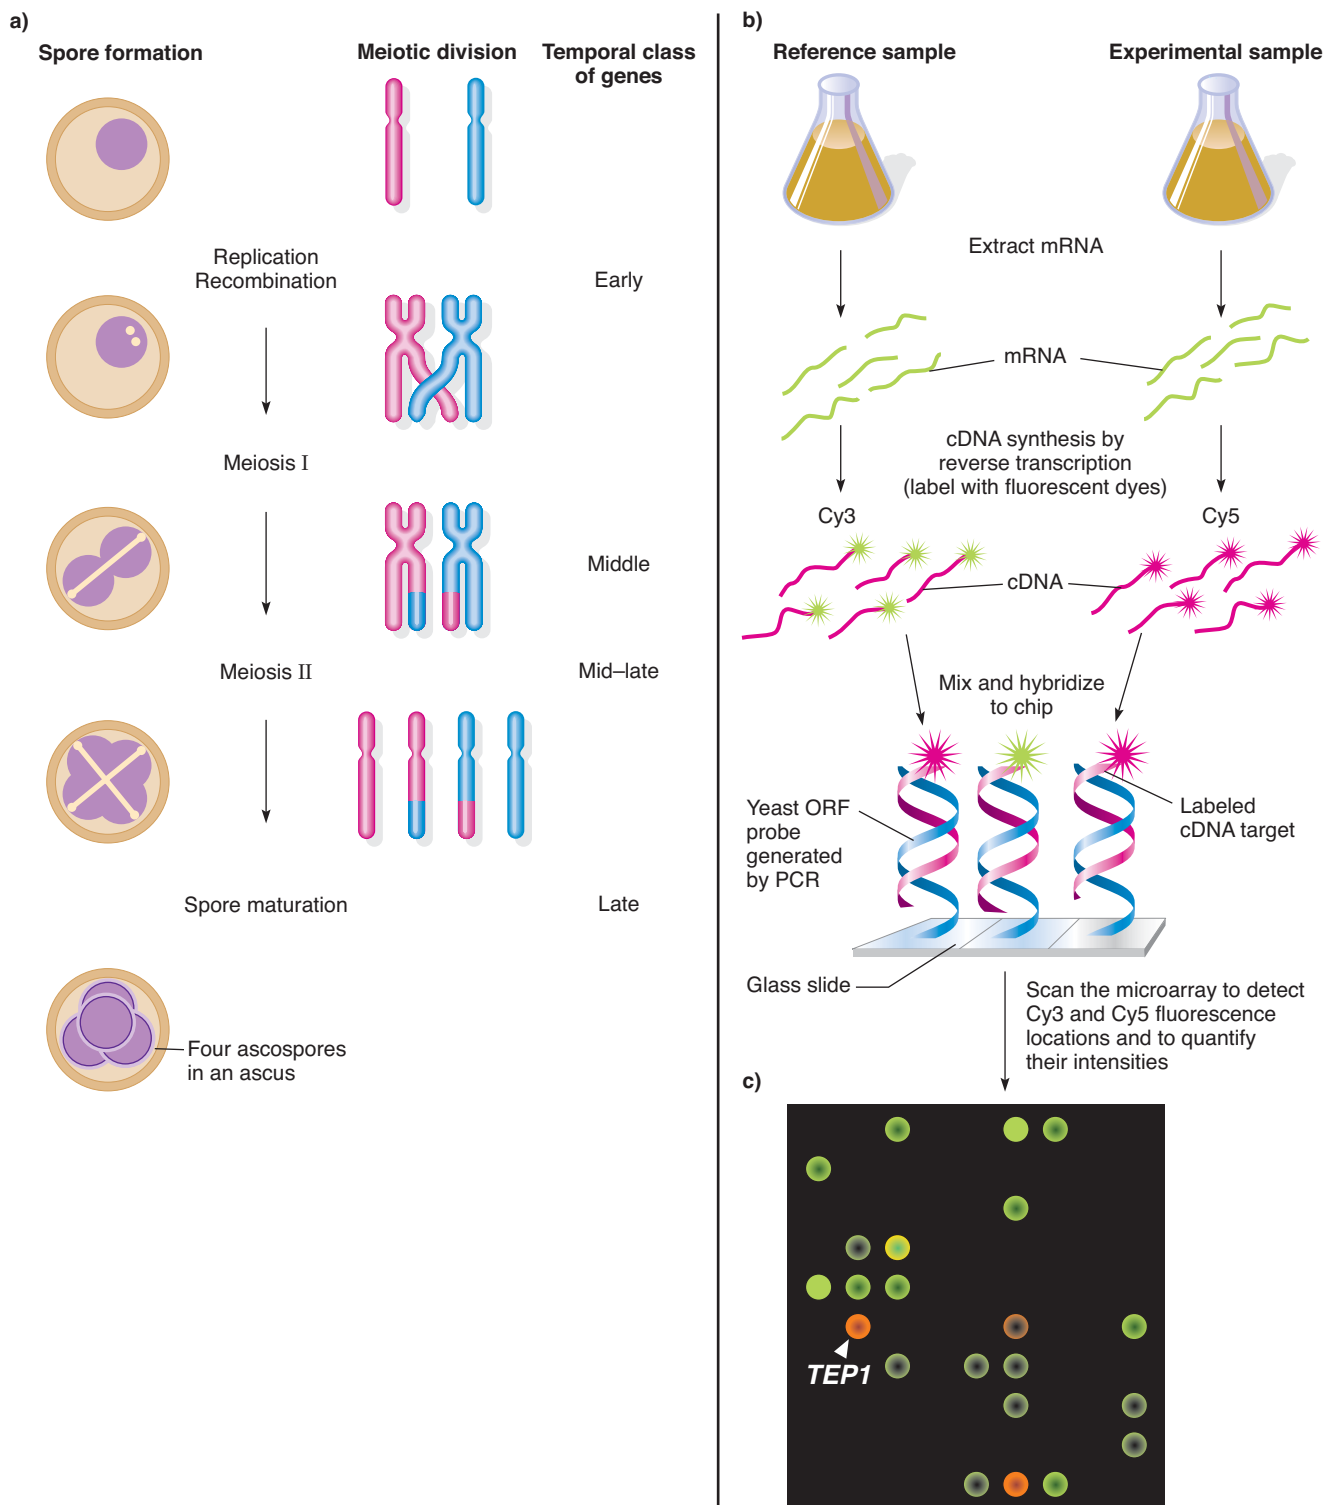 a)
Spore formation
Meiotic division
Temporal class
of genes
Replication
Recombination
Early
Meiosis I
Middle
Meiosis II
Mid–late
Spore maturation
Late
Four ascospores
in an ascus
b)
Reference sample
Experimental sample
Extract mRNA
mRNA
cDNA synthesis by
reverse transcription
(label with fluorescent dyes)
Cy3
Cy5
cDNA
Mix and hybridize
to chip
Yeast ORF
probe
generated
by PCR
Labeled
cDNA target
Glass slide
Scan the microarray to detect
Cy3 and Cy5 fluorescence
locations and to quantify
their intensities
c)
TEP1